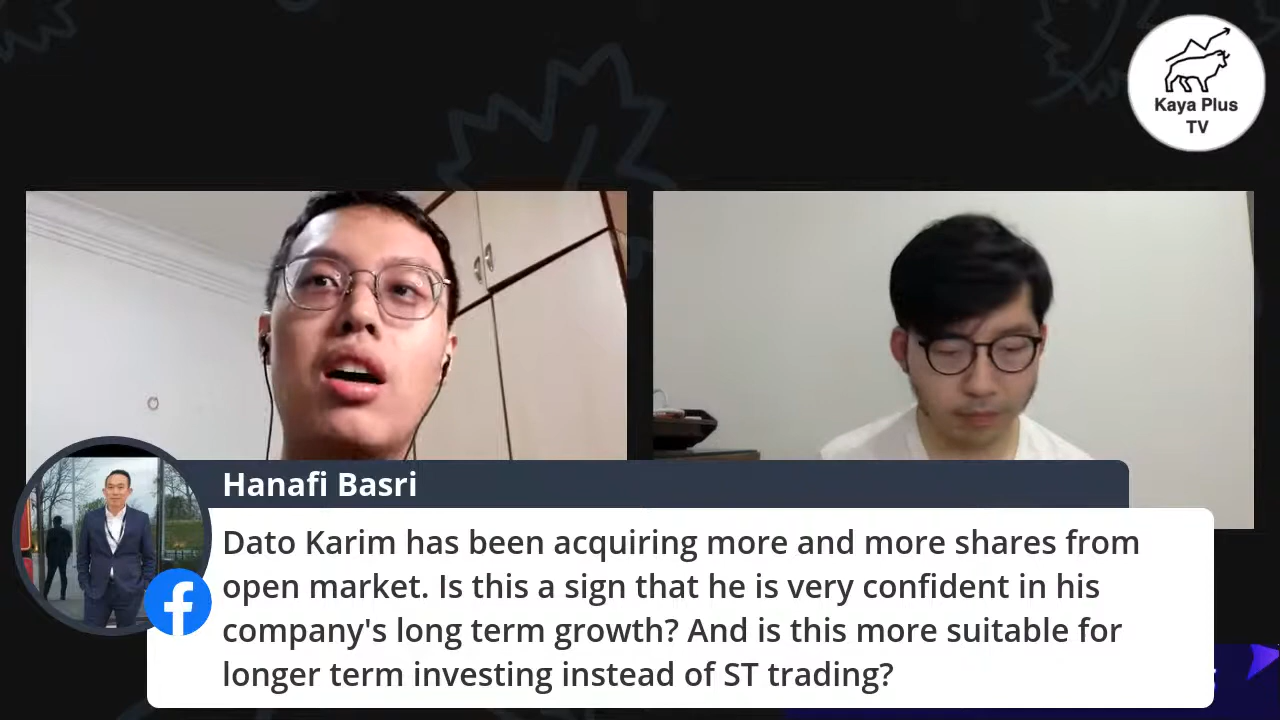 Kaya Plus
TV
Hanafi Basri
Dato Karim has been acquiring more and more shares from
open market. Is this a sign that he is very confident in his
company's long term growth? And is this more suitable for
longer term investing instead of ST trading?